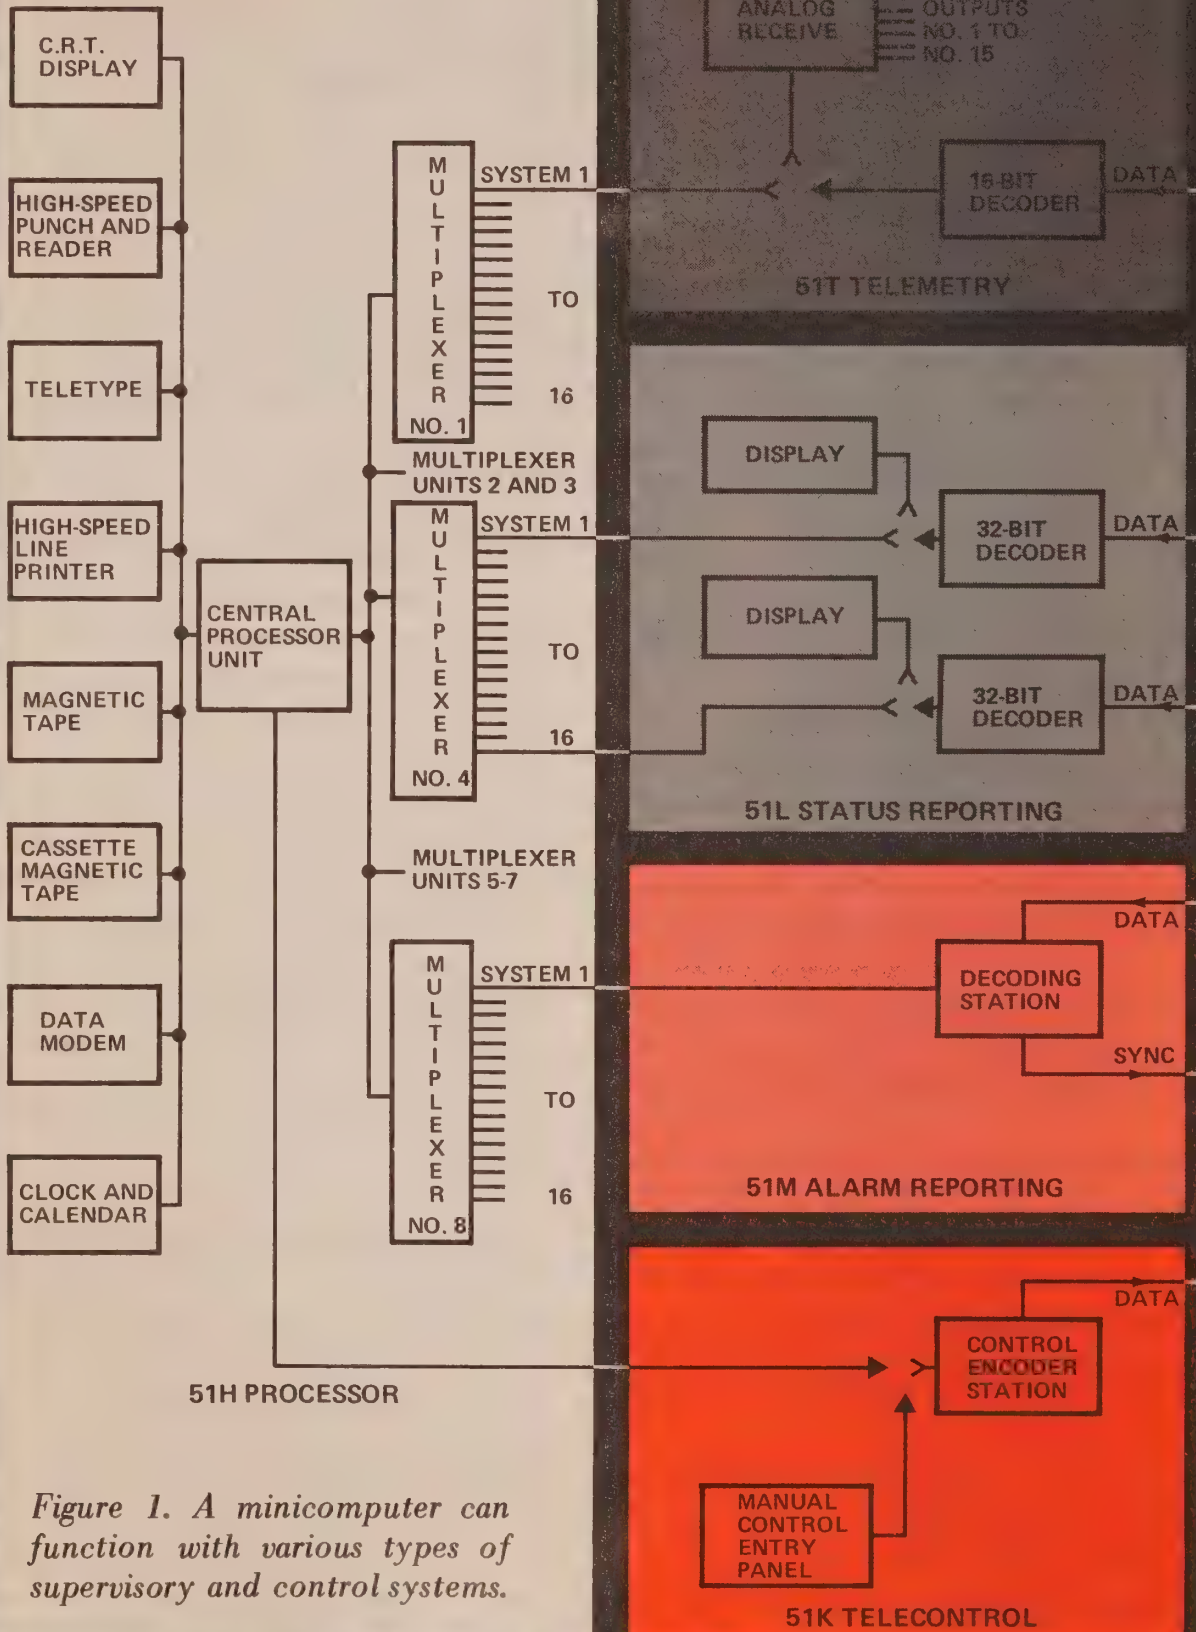 C.R.T.
DISPLAY
HIGH-SPEED
PUNCH AND
READER
TELETYPE
HIGH-SPEED
LINE
PRINTER
MAGNETIC
TAPE
CASSETTE
MAGNETIC
TAPE
DATA
MODEM
CLOCK AND
CALENDAR
CENTRAL
PROCESSOR
UNIT
MULTIPLEXER
NO. 1
SYSTEM 1
TO
16
MULTIPLEXER
UNITS 2 AND 3
MULTIPLEXER
NO. 4
SYSTEM 1
TO
16
MULTIPLEXER
UNITS 5-7
MULTIPLEXER
NO. 8
SYSTEM 1
TO
16
51H PROCESSOR
Figure 1. A minicomputer can
function with various types of
supervisory and control systems.
ANALOG
RECEIVE
OUTPUTS
NO. 1 TO
NO. 15
16-BIT
DECODER
DATA
51T TELEMETRY
DISPLAY
32-BIT
DECODER
DATA
DISPLAY
32-BIT
DECODER
DATA
51L STATUS REPORTING
DATA
DECODING
STATION
SYNC
51M ALARM REPORTING
DATA
CONTROL
ENCODER
STATION
MANUAL
CONTROL
ENTRY
PANEL
51K TELECONTROL